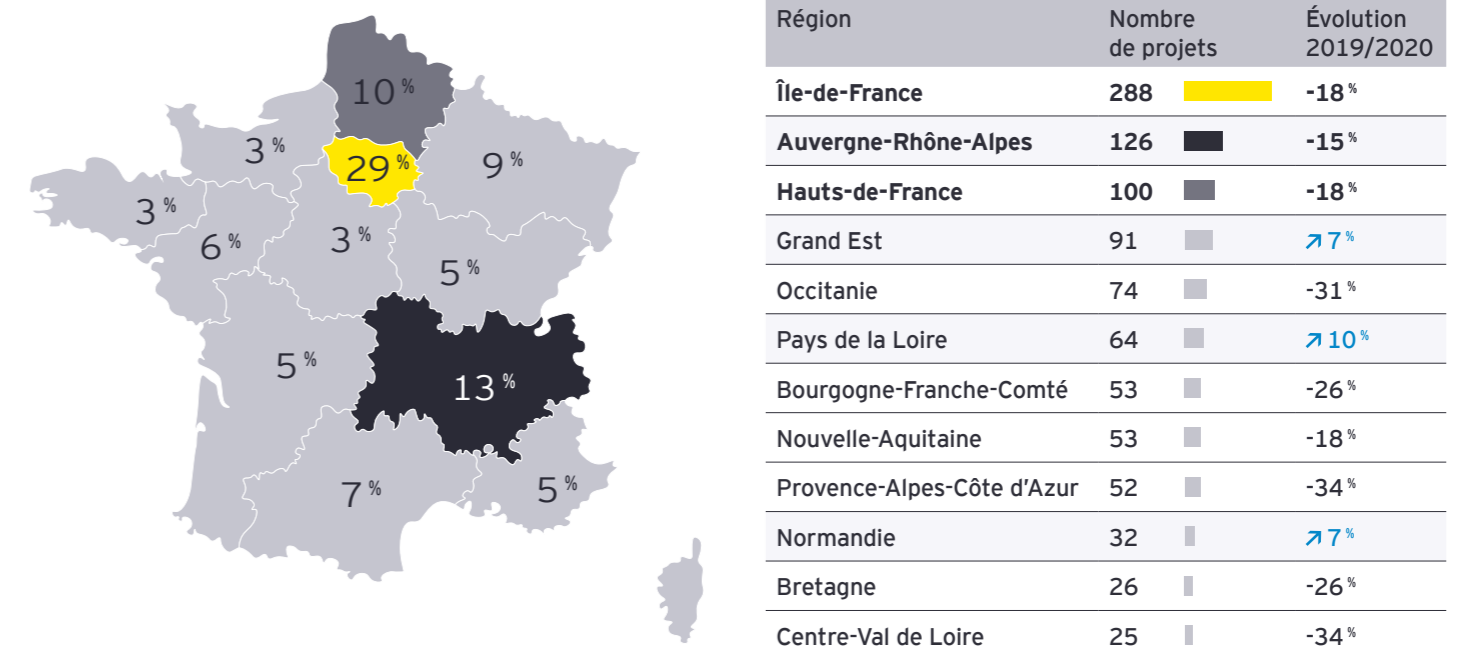 10 %
3 %
29 %
9 %
3 %
6 %
3 %
5 %
5 %
13 %
7 %
5 %
Région Nombre de projets Évolution 2019/2020
Île-de-France 288 -18 %
Auvergne-Rhône-Alpes 126 -15 %
Hauts-de-France 100 -18 %
Grand Est 91 ↗ 7 %
Occitanie 74 -31 %
Pays de la Loire 64 ↗ 10 %
Bourgogne-Franche-Comté 53 -26 %
Nouvelle-Aquitaine 53 -18 %
Provence-Alpes-Côte d'Azur 52 -34 %
Normandie 32 ↗ 7 %
Bretagne 26 -26 %
Centre-Val de Loire 25 -34 %